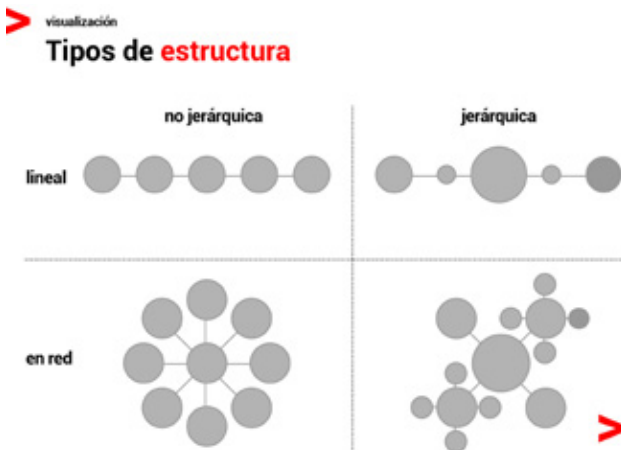 visualización
Tipos de estructura
no jerárquica
jerárquica
lineal
en red